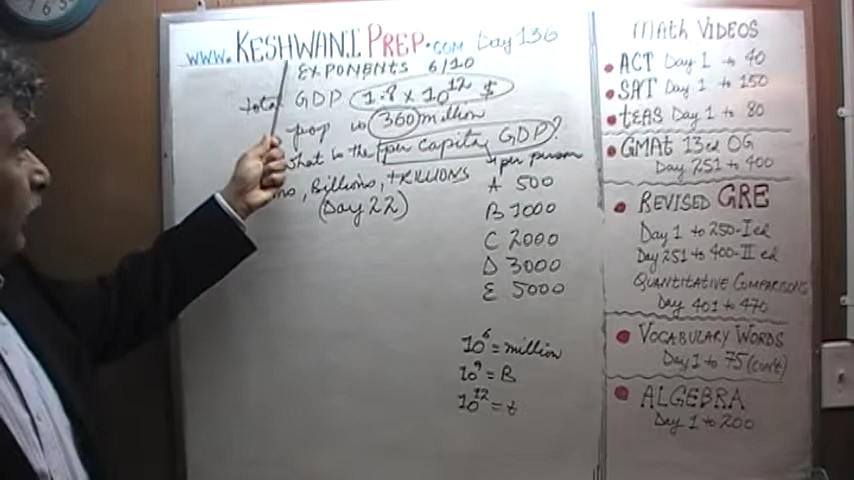 www.KESHWANI PREP.com Day 136
EXPONENTS 6/10
total GDP 1.8 x 10^12 $
pop is 360 million
what is the per capita GDP?
per person
ns, Billions, +RILLIONS
(Day 22)
A 500
B 1000
C 2000
D 3000
E 5000
10^6 = million
10^9 = B
10^12 = t
Math Videos
ACT Day 1 to 40
SAT Day 1 to 150
tEAS Day 1 to 80
GMAt 13ed OG
Day 251 to 400
REVISED GRE
Day 1 to 250-I ed
Day 251 to 400-II ed
QUANTITATIVE COMPARISONS
Day 401 to 470
VOCABULARY WORDS
Day 1 to 75 (con't)
ALGEBRA
Day 1 to 200